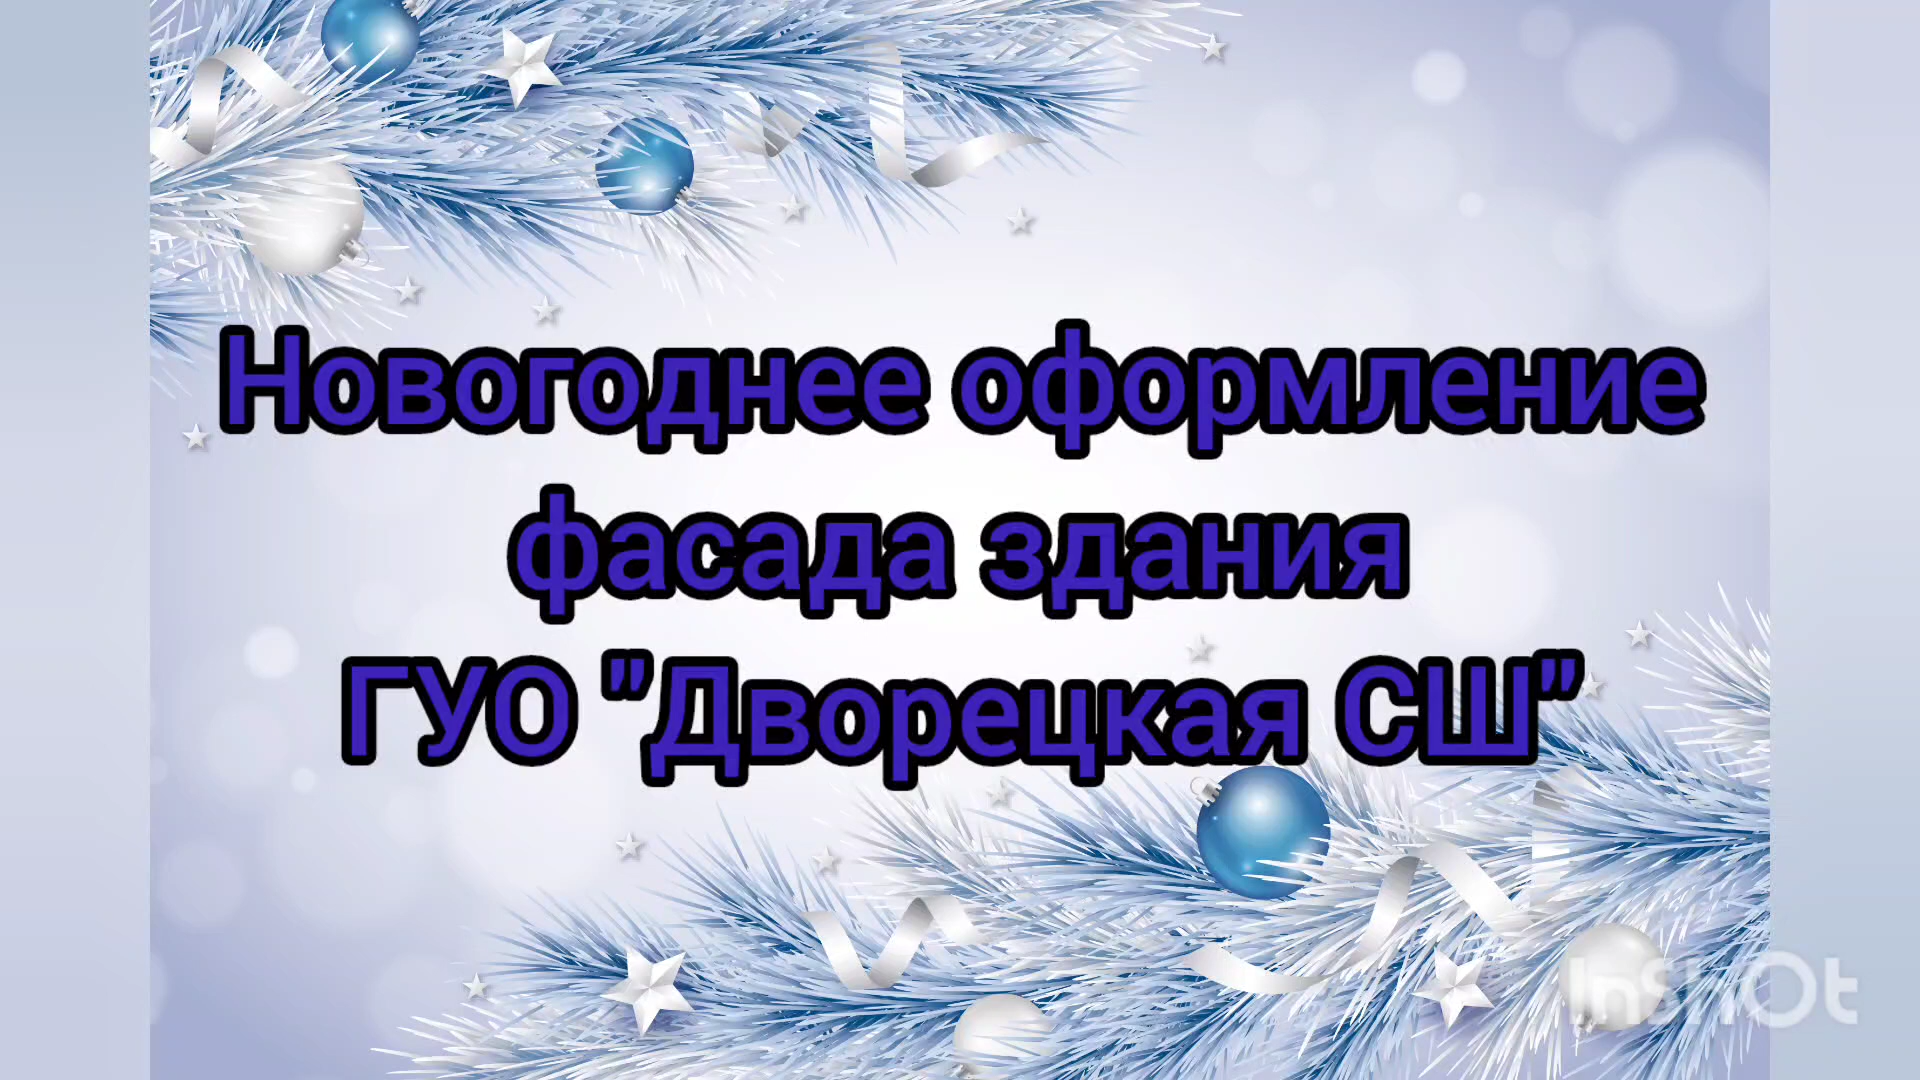 Новогоднее оформление
фасада здания
ГУО "Дворецкая СШ"
InShOt